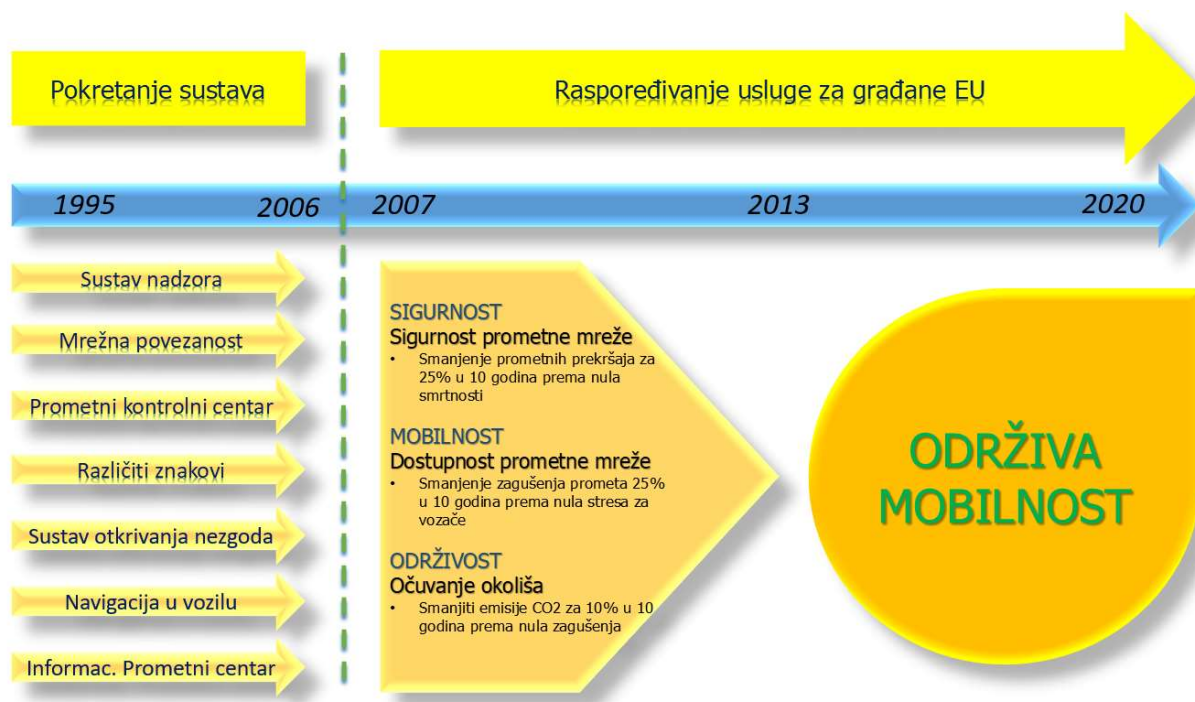 Pokretanje sustava
Raspoređivanje usluge za građane EU
1995
2006
2007
2013
2020
Sustav nadzora
Mrežna povezanost
Prometni kontrolni centar
Različiti znakovi
Sustav otkrivanja nezgoda
Navigacija u vozilu
Informac. Prometni centar
SIGURNOST
Sigurnost prometne mreže
• Smanjenje prometnih prekršaja za
25% u 10 godina prema nula
smrtnosti
MOBILNOST
Dostupnost prometne mreže
• Smanjenje zagušenja prometa 25%
u 10 godina prema nula stresa za
vozače
ODRŽIVOST
Očuvanje okoliša
• Smanjiti emisije CO2 za 10% u 10
godina prema nula zagušenja
ODRŽIVA
MOBILNOST